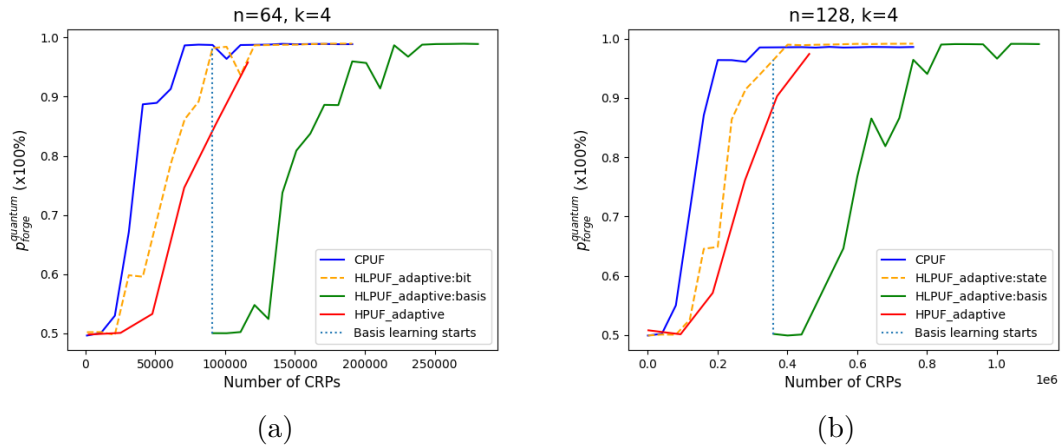 n=64, k=4
p_forge^quantum (x100%)
1.0
0.9
0.8
0.7
0.6
0.5
CPUF
HLPUF_adaptive:bit
HLPUF_adaptive:basis
HPUF_adaptive
Basis learning starts
0 50000 100000 150000 200000 250000
Number of CRPs
(a)
n=128, k=4
p_forge^quantum (x100%)
1.0
0.9
0.8
0.7
0.6
0.5
CPUF
HLPUF_adaptive:state
HLPUF_adaptive:basis
HPUF_adaptive
Basis learning starts
0.0 0.2 0.4 0.6 0.8 1.0
1e6
Number of CRPs
(b)